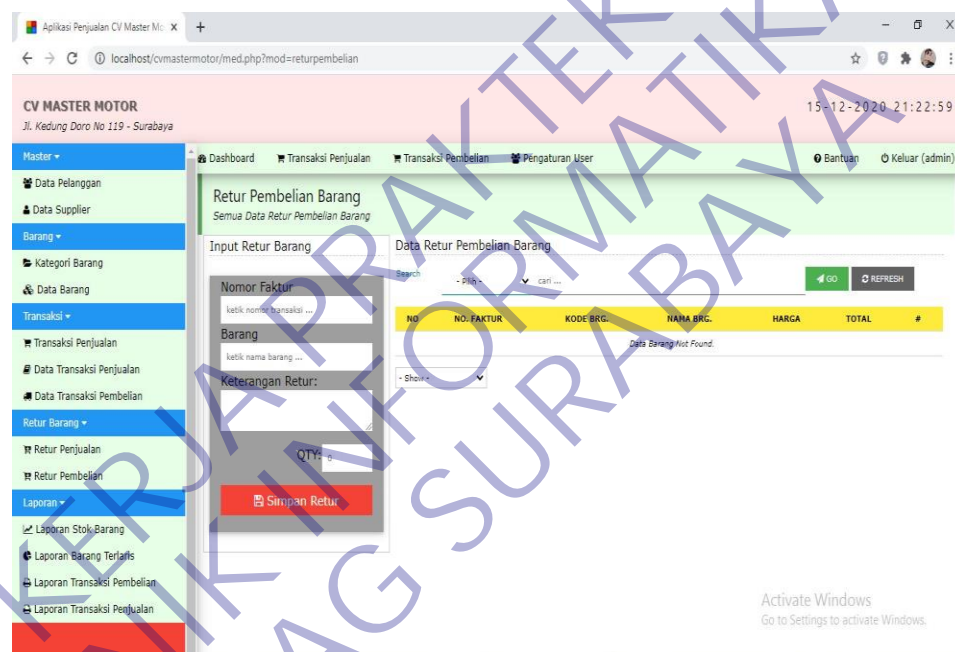 Aplikasi Penjualan CV Master Mo
localhost/cvmastermotor/med.php?mod=returpembelian
CV MASTER MOTOR
Jl. Kedung Doro No 119 - Surabaya
15-12-2020 21:22:59
Master
Data Pelanggan
Data Supplier
Barang
Kategori Barang
Data Barang
Transaksi
Transaksi Penjualan
Data Transaksi Penjualan
Data Transaksi Pembelian
Retur Barang
Retur Penjualan
Retur Pembelian
Laporan
Laporan Stok Barang
Laporan Barang Terlaris
Laporan Transaksi Pembelian
Laporan Transaksi Penjualan
Dashboard Transaksi Penjualan Transaksi Pembelian Pengaturan User Bantuan Keluar (admin)
Retur Pembelian Barang
Semua Data Retur Pembelian Barang
Input Retur Barang
Nomor Faktur
ketik nomor transaksi ...
Barang
ketik nama barang ...
Keterangan Retur:
QTY: 0
Simpan Retur
Data Retur Pembelian Barang
Search - Pilih - cari ... GO REFRESH
NO NO. FAKTUR KODE BRG. NAMA BRG. HARGA TOTAL #
Data Barang Not Found.
- Show -
Activate Windows
Go to Settings to activate Windows.
KERJA PRAKTEK
NIK INFORMATIKA
AG SURABAYA